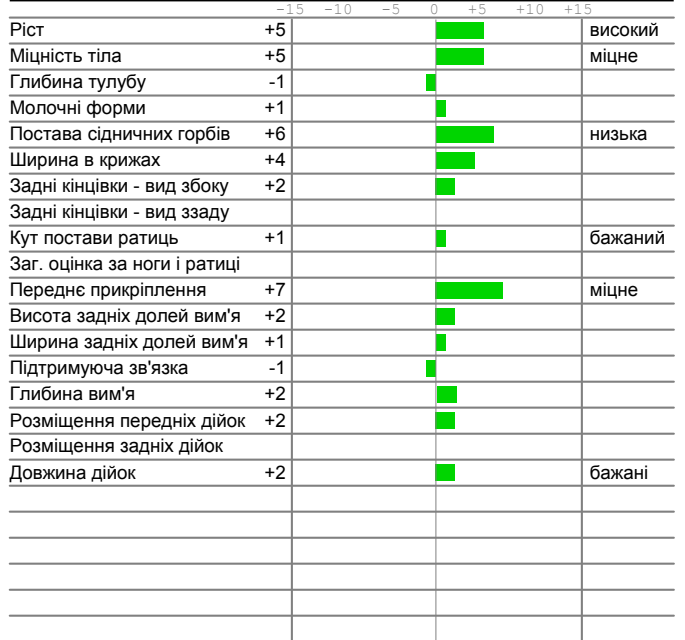 -15 -10 -5 0 +5 +10 +15
Ріст +5 високий
Міцність тіла +5 міцне
Глибина тулубу -1
Молочні форми +1
Постава сідничних горбів +6 низька
Ширина в крижах +4
Задні кінцівки - вид збоку +2
Задні кінцівки - вид ззаду
Кут постави ратиць +1 бажаний
Заг. оцінка за ноги і ратиці
Переднє прикріплення +7 міцне
Висота задніх долей вим'я +2
Ширина задніх долей вим'я +1
Підтримуюча зв'язка -1
Глибина вим'я +2
Розміщення передніх дійок +2
Розміщення задніх дійок
Довжина дійок +2 бажані